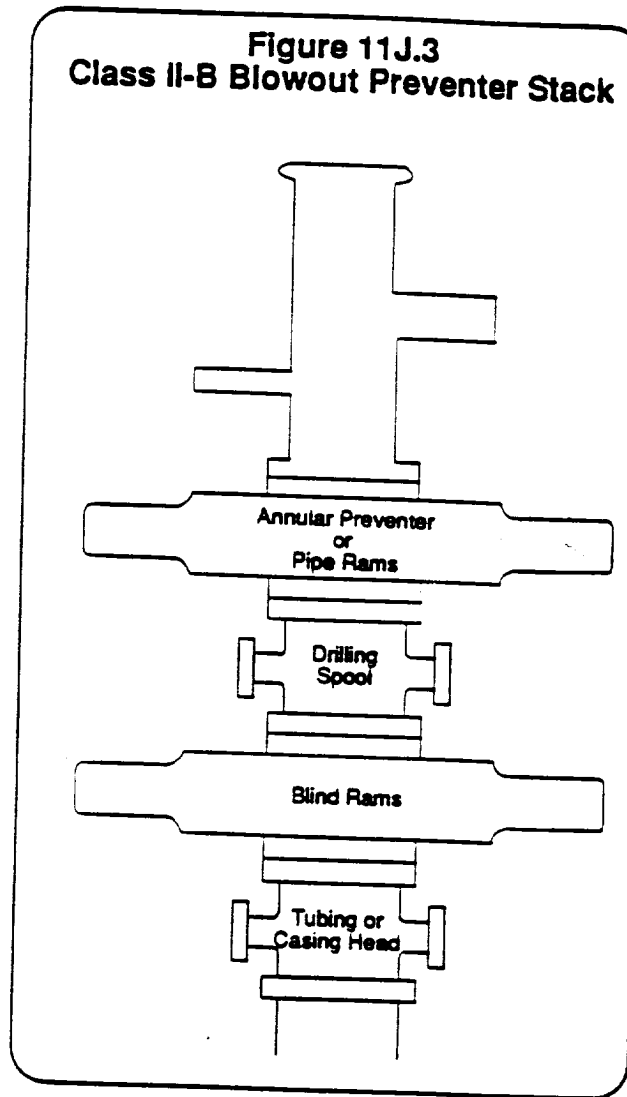 Figure 11J.3
Class II-B Blowout Preventer Stack
Annular Preventer
or
Pipe Rams
Drilling
Spool
Blind Rams
Tubing or
Casing Head